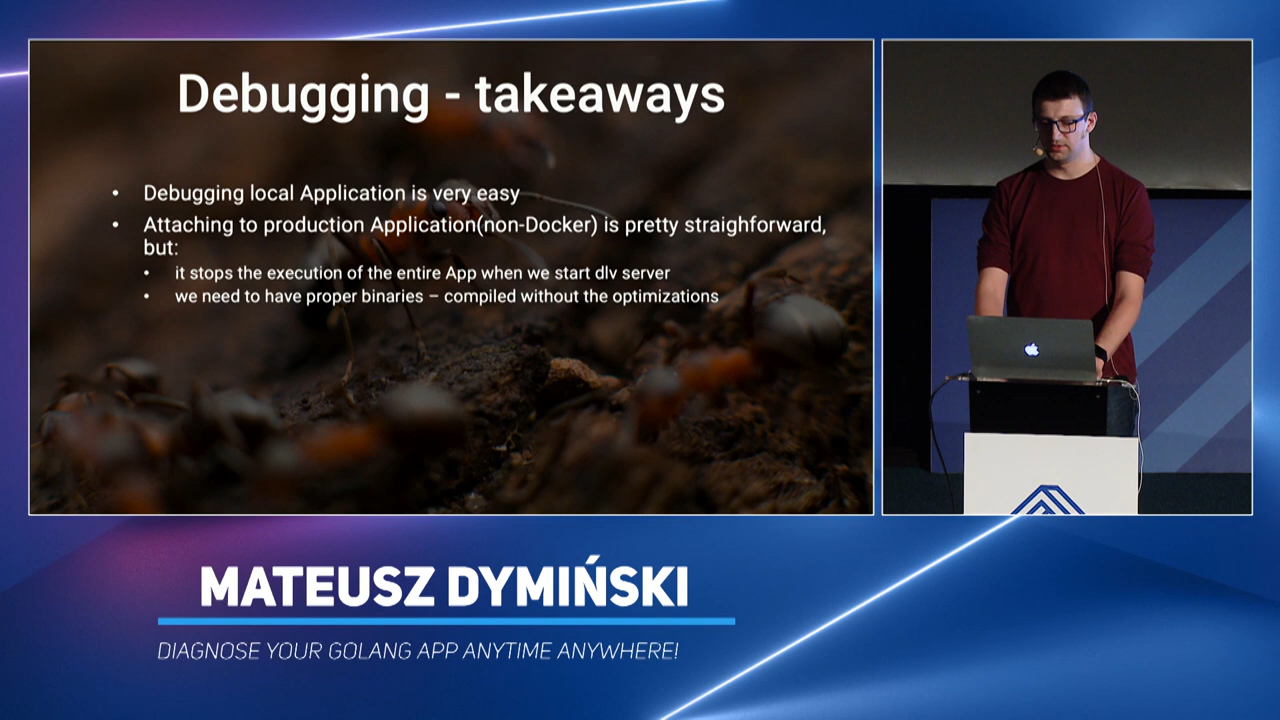 Debugging - takeaways
• Debugging local Application is very easy
• Attaching to production Application(non-Docker) is pretty straighforward,
but:
• it stops the execution of the entire App when we start dlv server
• we need to have proper binaries – compiled without the optimizations
MATEUSZ DYMIŃSKI
DIAGNOSE YOUR GOLANG APP ANYTIME ANYWHERE!